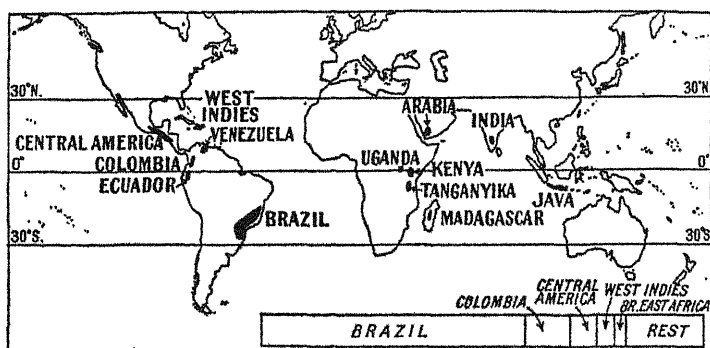 30°N.
30°N.
WEST
INDIES
ARABIA
INDIA
VENEZUELA
CENTRAL AMERICA
COLOMBIA
UGANDA
KENYA
0°
0°
ECUADOR
TANGANYIKA
JAVA
BRAZIL
MADAGASCAR
30°S.
30°S
COLOMBIA
CENTRAL
AMERICA
WEST INDIES
BR. EAST AFRICA
BRAZIL
REST